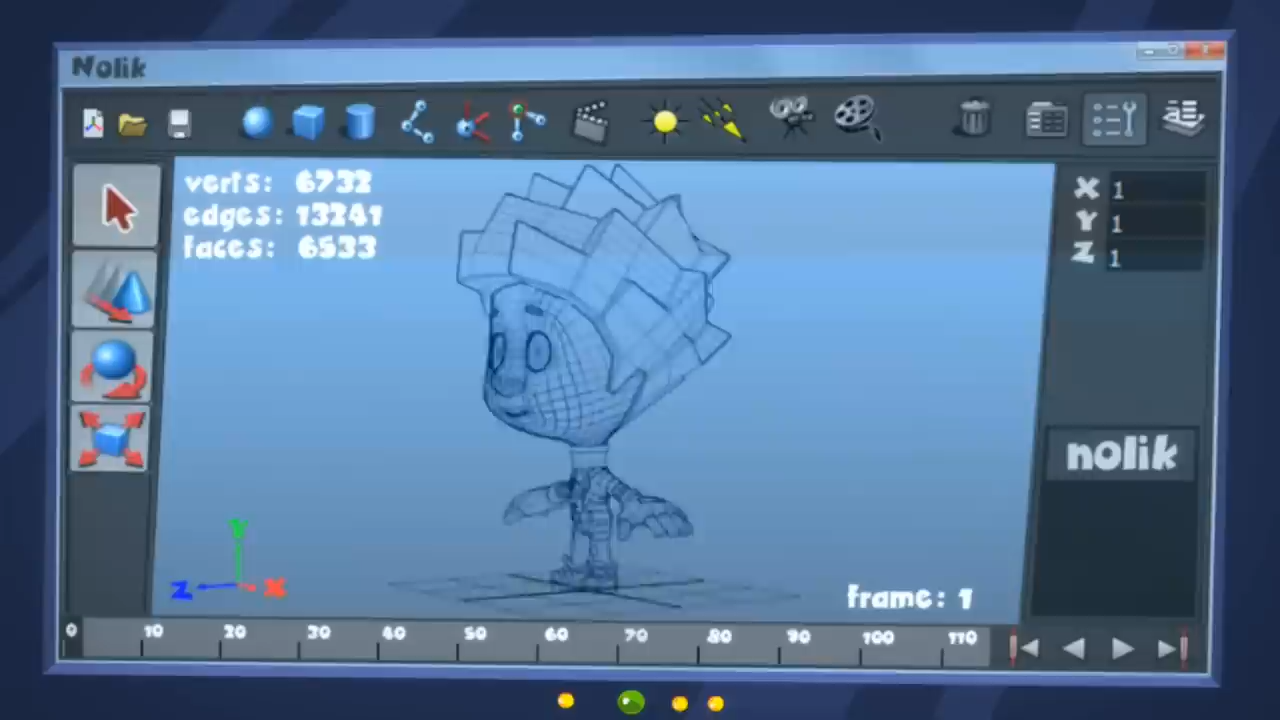 Nolik
verts: 6732
edges: 13241
faces: 6533
X 1
Y 1
Z 1
nolik
Y
Z X
frame: 1
0 10 20 30 40 50 60 70 80 90 100 110